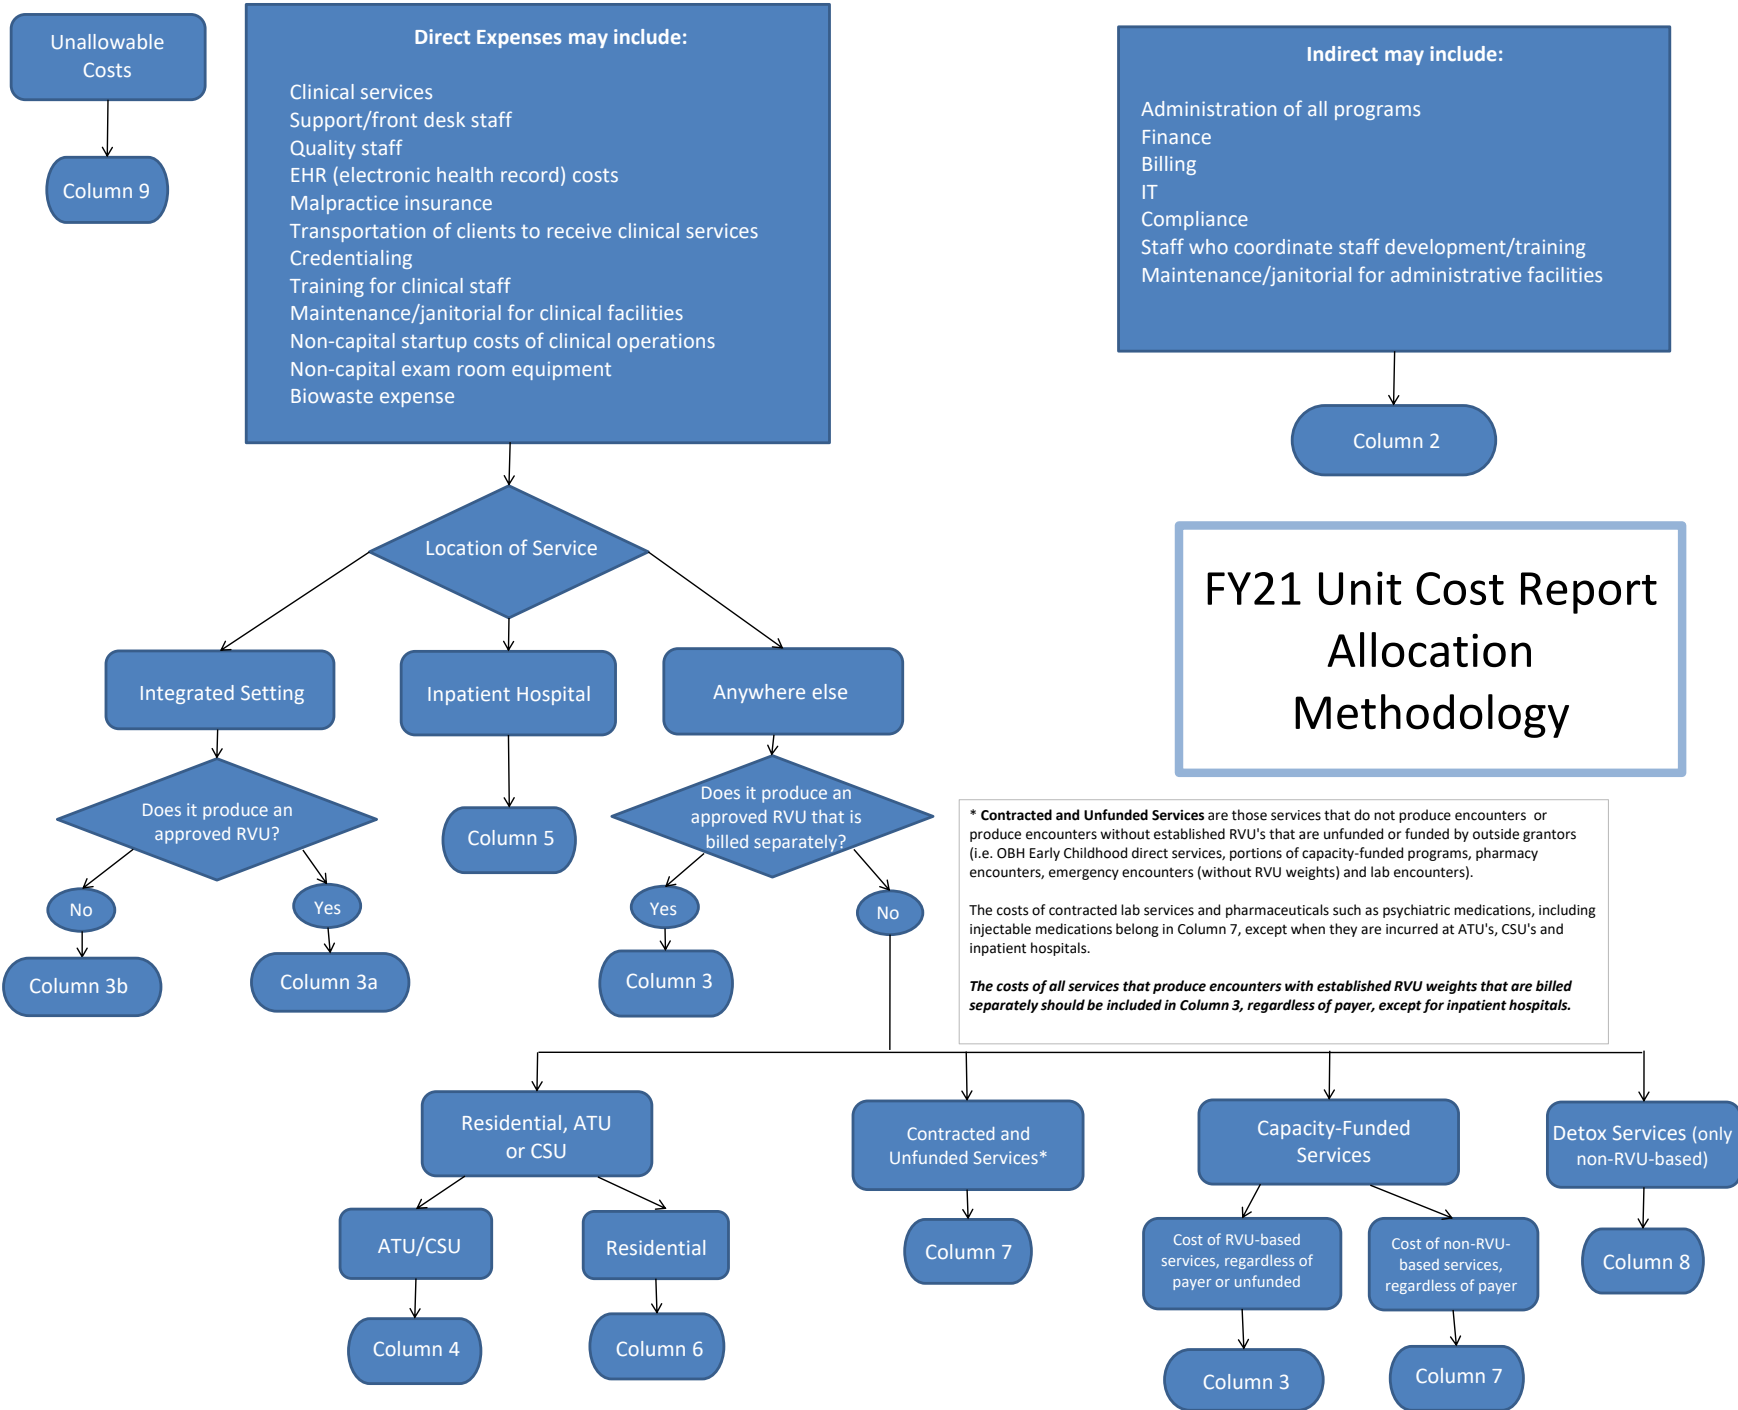 Unallowable
Costs
Column 9
Direct Expenses may include:
Clinical services
Support/front desk staff
Quality staff
EHR (electronic health record) costs
Malpractice insurance
Transportation of clients to receive clinical services
Credentialing
Training for clinical staff
Maintenance/janitorial for clinical facilities
Non-capital startup costs of clinical operations
Non-capital exam room equipment
Biowaste expense
Indirect may include:
Administration of all programs
Finance
Billing
IT
Compliance
Staff who coordinate staff development/training
Maintenance/janitorial for administrative facilities
Column 2
FY21 Unit Cost Report
Allocation
Methodology
Location of Service
Integrated Setting
Inpatient Hospital
Anywhere else
Does it produce an
approved RVU?
Column 5
Does it produce an
approved RVU that is
billed separately?
No
Yes
Yes
No
Column 3b
Column 3a
Column 3
* Contracted and Unfunded Services are those services that do not produce encounters or
produce encounters without established RVU's that are unfunded or funded by outside grantors
(i.e. OBH Early Childhood direct services, portions of capacity-funded programs, pharmacy
encounters, emergency encounters (without RVU weights) and lab encounters).
The costs of contracted lab services and pharmaceuticals such as psychiatric medications, including
injectable medications belong in Column 7, except when they are incurred at ATU's, CSU's and
inpatient hospitals.
The costs of all services that produce encounters with established RVU weights that are billed
separately should be included in Column 3, regardless of payer, except for inpatient hospitals.
Residential, ATU
or CSU
Contracted and
Unfunded Services*
Capacity-Funded
Services
Detox Services (only
non-RVU-based)
ATU/CSU
Residential
Column 7
Cost of RVU-based
services, regardless of
payer or unfunded
Cost of non-RVU-
based services,
regardless of payer
Column 8
Column 4
Column 6
Column 3
Column 7